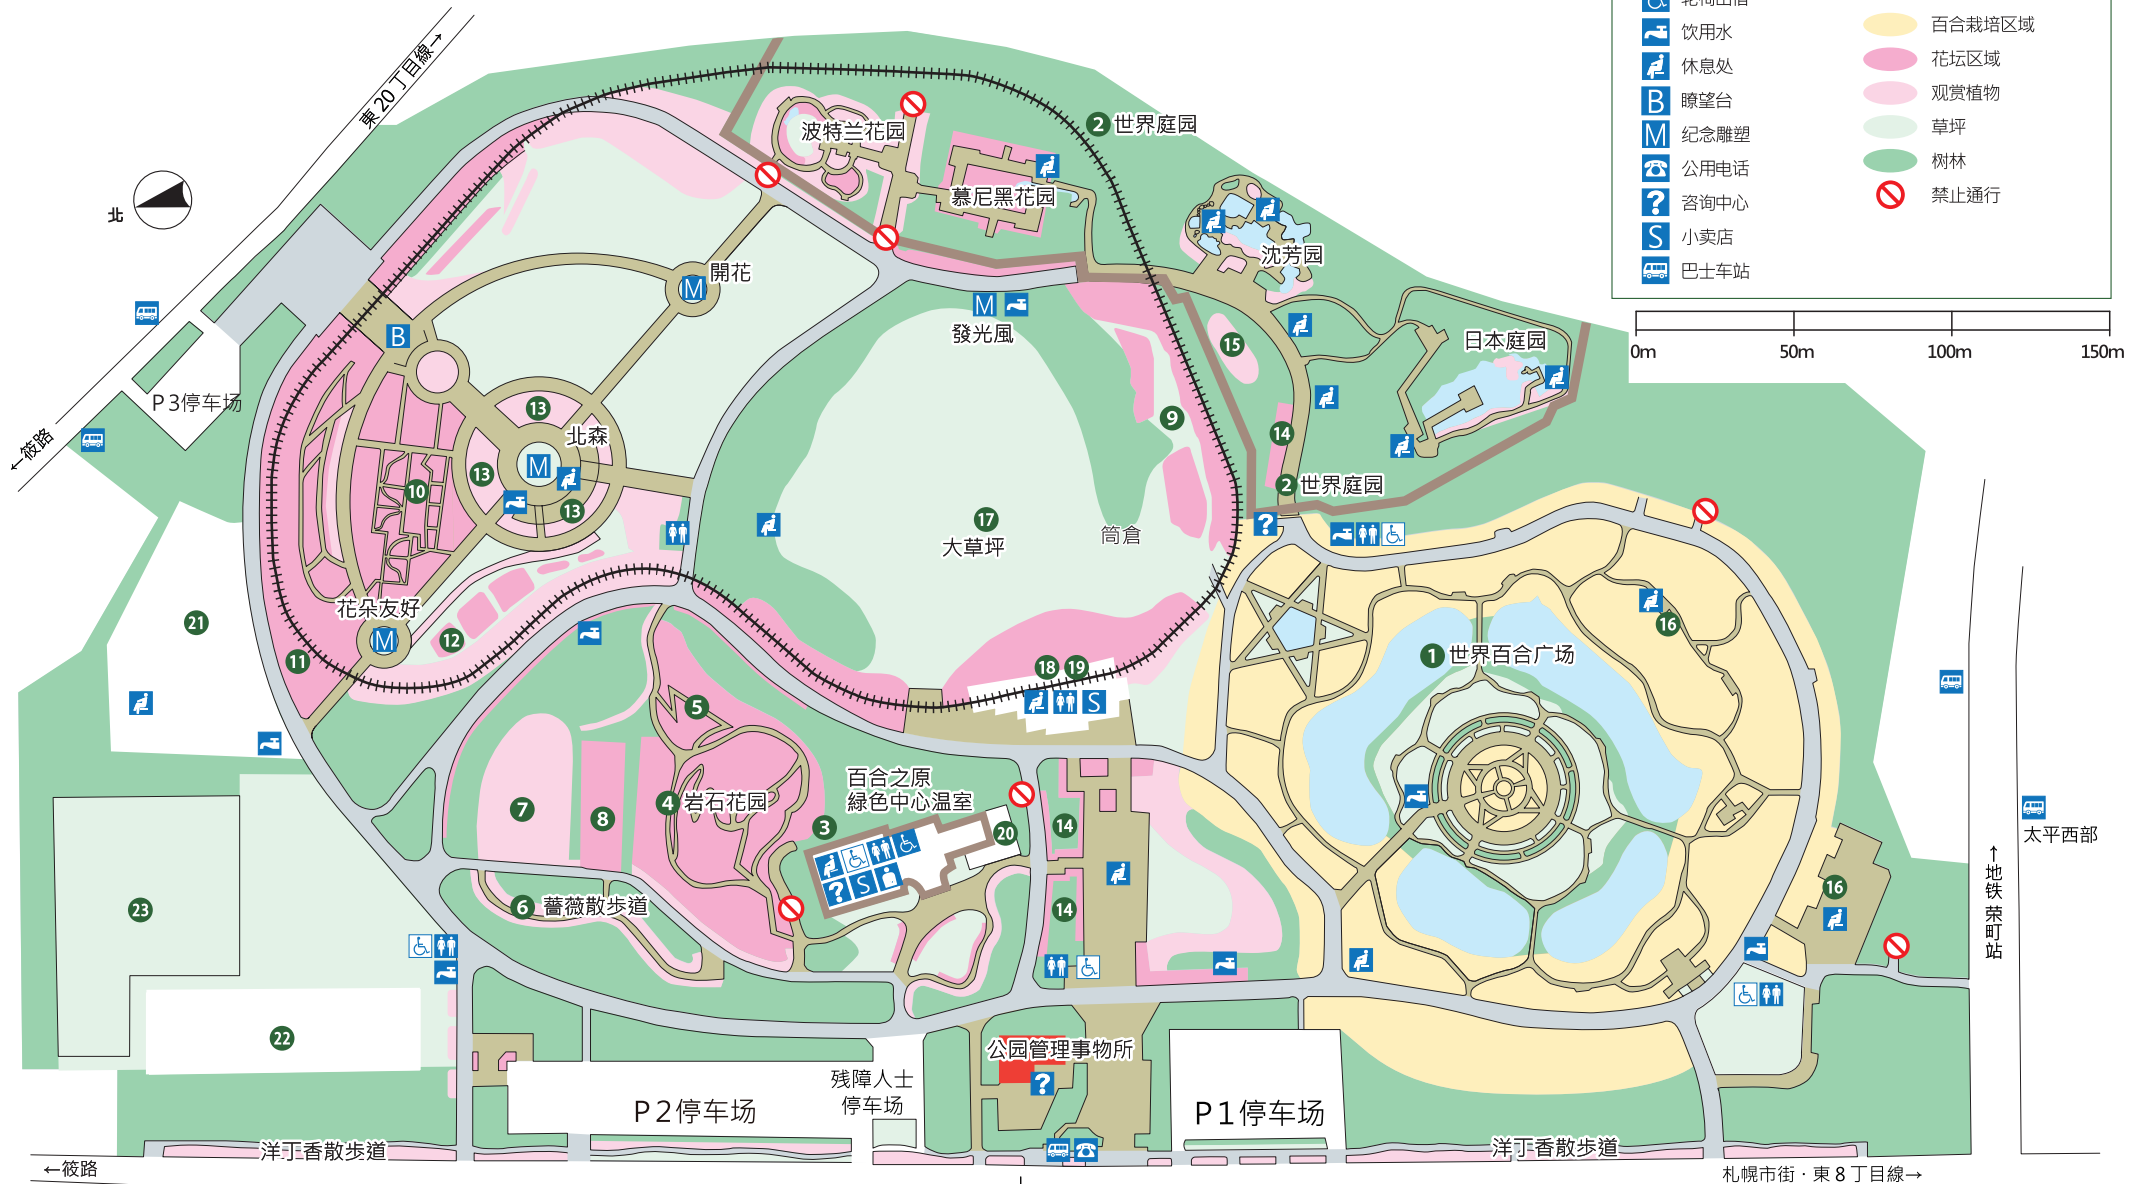 東 20 丁目線→
北
波特兰花园
慕尼黑花园
2 世界庭园
沈芳园
日本庭园
開花
M
發光風
M
B
P3停车场
←筱路
北森
M
13
13
13
10
花朵友好
M
11
12
21
15
14
9
2 世界庭园
?
17
大草坪
筒倉
18
19
S
16
1 世界百合广场
5
7
8
4 岩石花园
3
百合之原
緑色中心温室
20
? S
6 薔薇散步道
14
14
16
23
22
公园管理事物所
?
残障人士
停车场
P2停车场
P1停车场
洋丁香散步道
洋丁香散步道
←筱路
札幌市街・東 8 丁目線→
太平西部
←地铁 荣町站
饮用水
休息处
B 瞭望台
M 纪念雕塑
公用电话
? 咨询中心
S 小卖店
巴士车站
百合栽培区域
花坛区域
观赏植物
草坪
树林
禁止通行
0m
50m
100m
150m